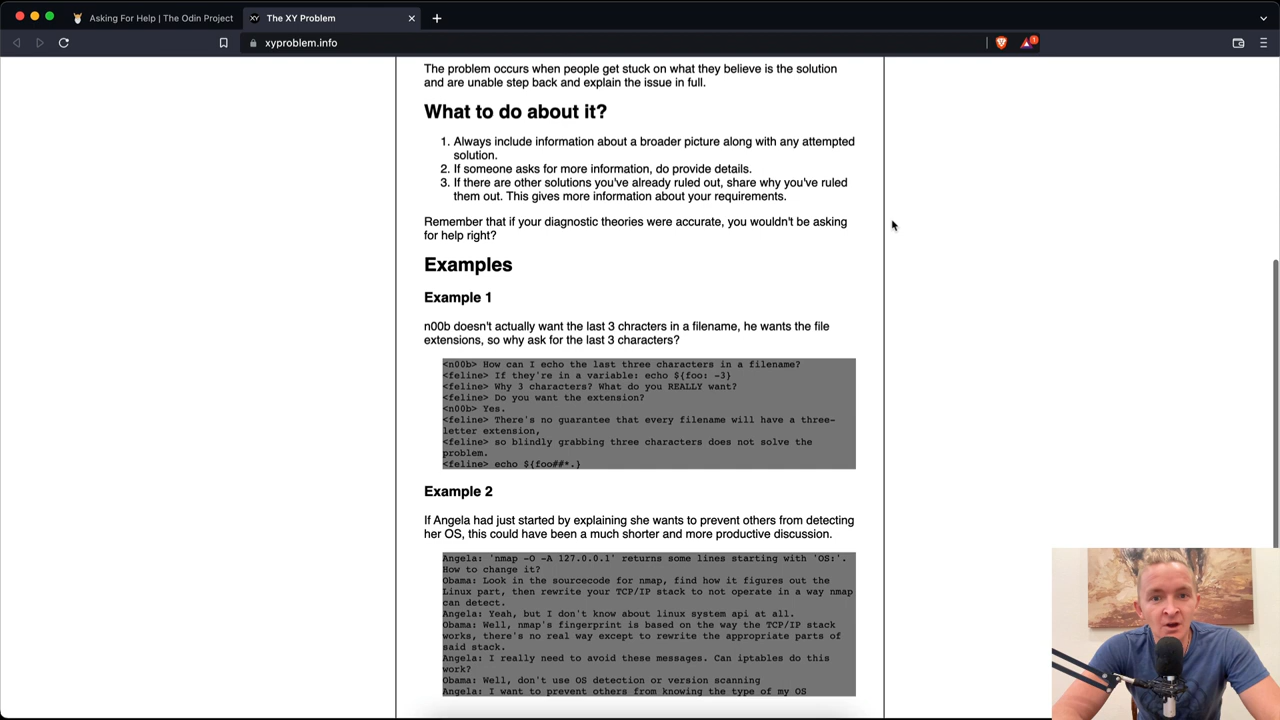 Asking For Help | The Odin Project
XY The XY Problem
xyproblem.info
1
The problem occurs when people get stuck on what they believe is the solution
and are unable step back and explain the issue in full.
What to do about it?
1. Always include information about a broader picture along with any attempted
solution.
2. If someone asks for more information, do provide details.
3. If there are other solutions you've already ruled out, share why you've ruled
them out. This gives more information about your requirements.
Remember that if your diagnostic theories were accurate, you wouldn't be asking
for help right?
Examples
Example 1
n00b doesn't actually want the last 3 chracters in a filename, he wants the file
extensions, so why ask for the last 3 characters?
<n00b> How can I echo the last three characters in a filename?
<feline> If they're in a variable: echo ${foo: -3}
<feline> Why 3 characters? What do you REALLY want?
<feline> Do you want the extension?
<n00b> Yes.
<feline> There's no guarantee that every filename will have a three-
letter extension,
<feline> so blindly grabbing three characters does not solve the
problem.
<feline> echo ${foo##*.}
Example 2
If Angela had just started by explaining she wants to prevent others from detecting
her OS, this could have been a much shorter and more productive discussion.
Angela: 'nmap -O -A 127.0.0.1' returns some lines starting with 'OS:'.
How to change it?
Obama: Look in the sourcecode for nmap, find how it figures out the
Linux part, then rewrite your TCP/IP stack to not operate in a way nmap
can detect.
Angela: Yeah, but I don't know about linux system api at all.
Obama: Well, nmap's fingerprint is based on the way the TCP/IP stack
works, there's no real way except to rewrite the appropriate parts of
said stack.
Angela: I really need to avoid these messages. Can iptables do this
work?
Obama: Well, don't use OS detection or version scanning
Angela: I want to prevent others from knowing the type of my OS